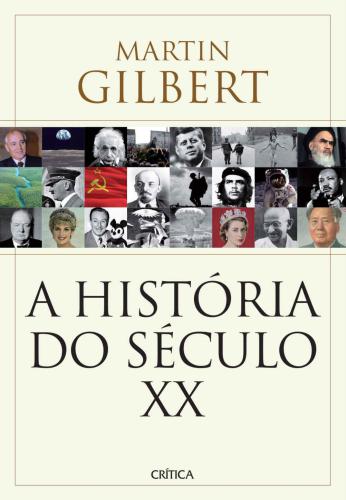 MARTIN
GILBERT
A HISTÓRIA
DO SÉCULO
XX
CRÍTICA